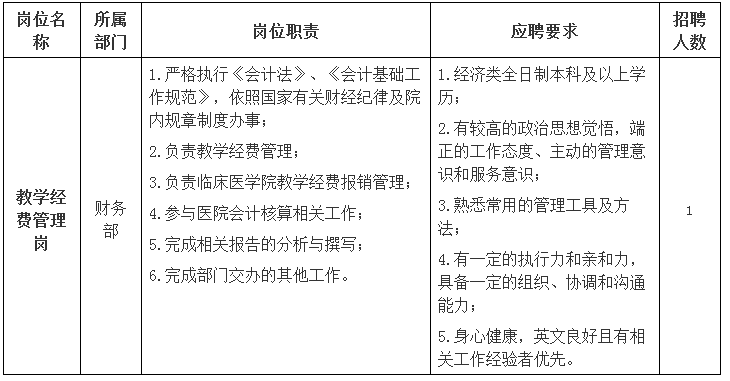 岗位名称
所属部门
岗位职责
应聘要求
招聘人数
教学经费管理岗
财务部
1.严格执行《会计法》、《会计基础工
作规范》，依照国家有关财经纪律及院
内规章制度办事；
2.负责教学经费管理；
3.负责临床医学院教学经费报销管理；
4.参与医院会计核算相关工作；
5.完成相关报告的分析与撰写；
6.完成部门交办的其他工作。
1.经济类全日制本科及以上学
历；
2.有较高的政治思想觉悟，端
正的工作态度、主动的管理意
识和服务意识；
3.熟悉常用的管理工具及方
法；
4.有一定的执行力和亲和力，
具备一定的组织、协调和沟通
能力；
5.身心健康，英文良好且有相
关工作经验者优先。
1